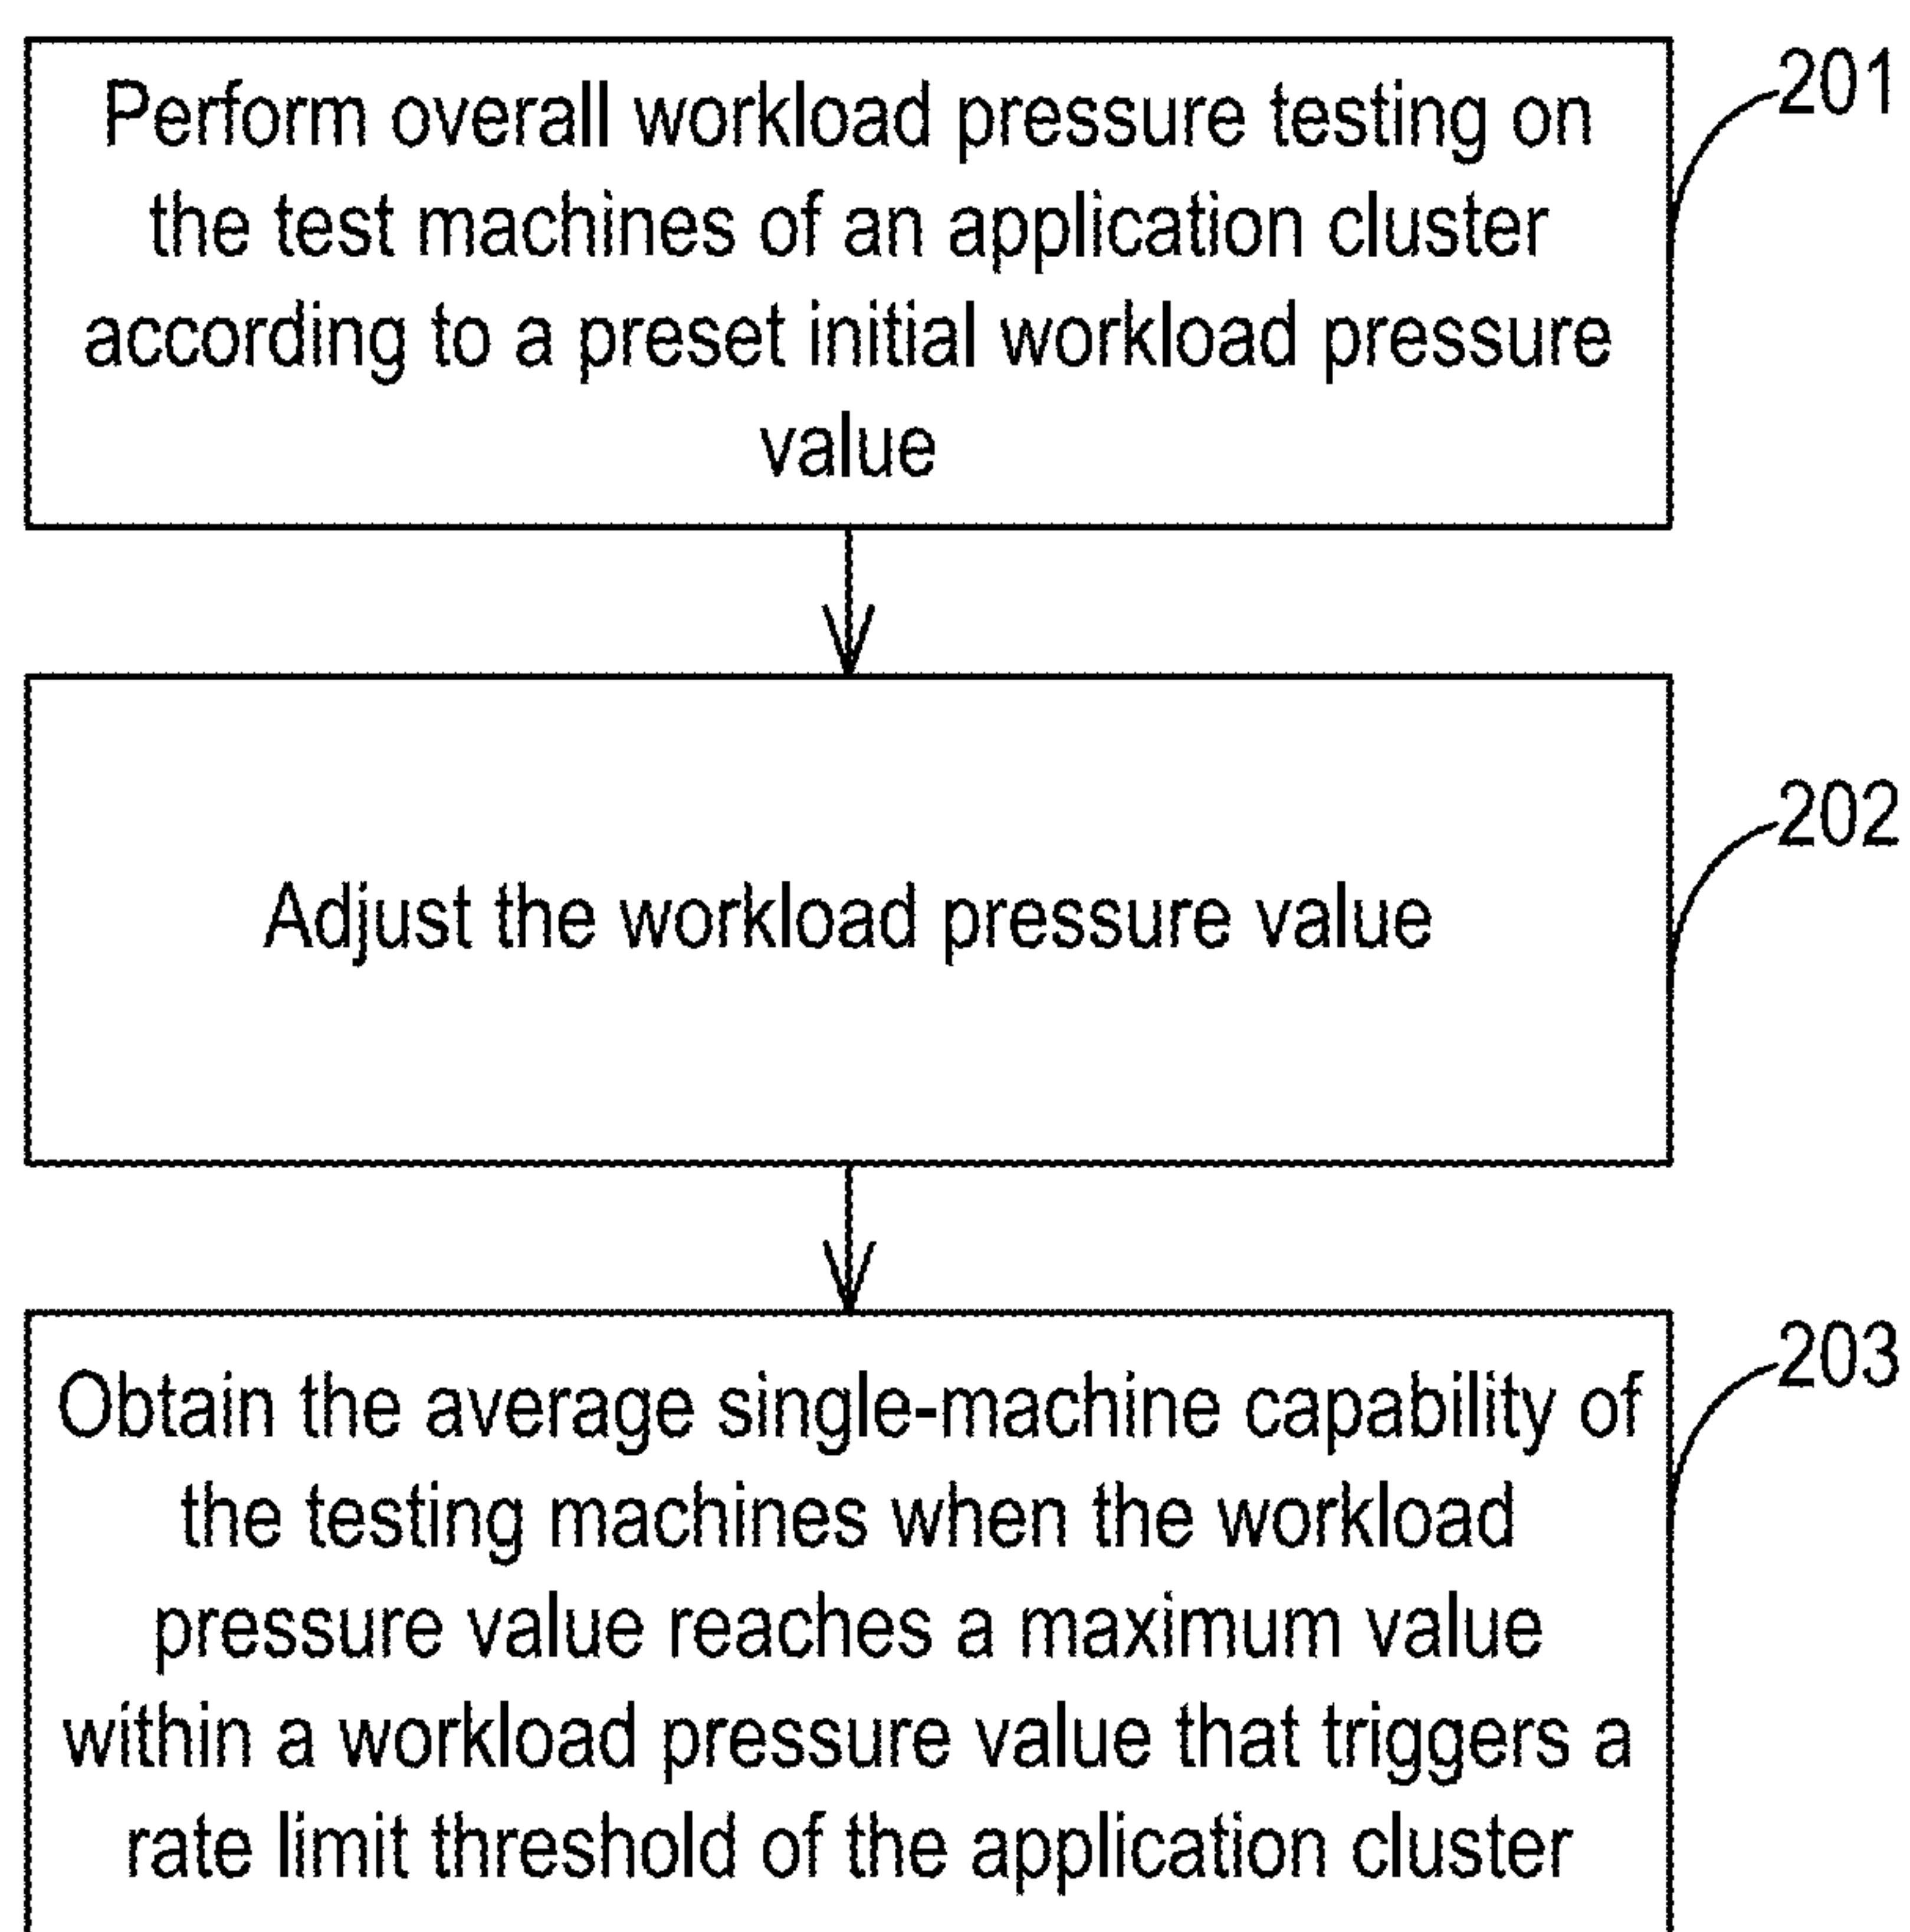 Perform overall workload pressure testing on
the test machines of an application cluster
according to a preset initial workload pressure
value
201
Adjust the workload pressure value
202
Obtain the average single-machine capability of
the testing machines when the workload
pressure value reaches a maximum value
within a workload pressure value that triggers a
rate limit threshold of the application cluster
203